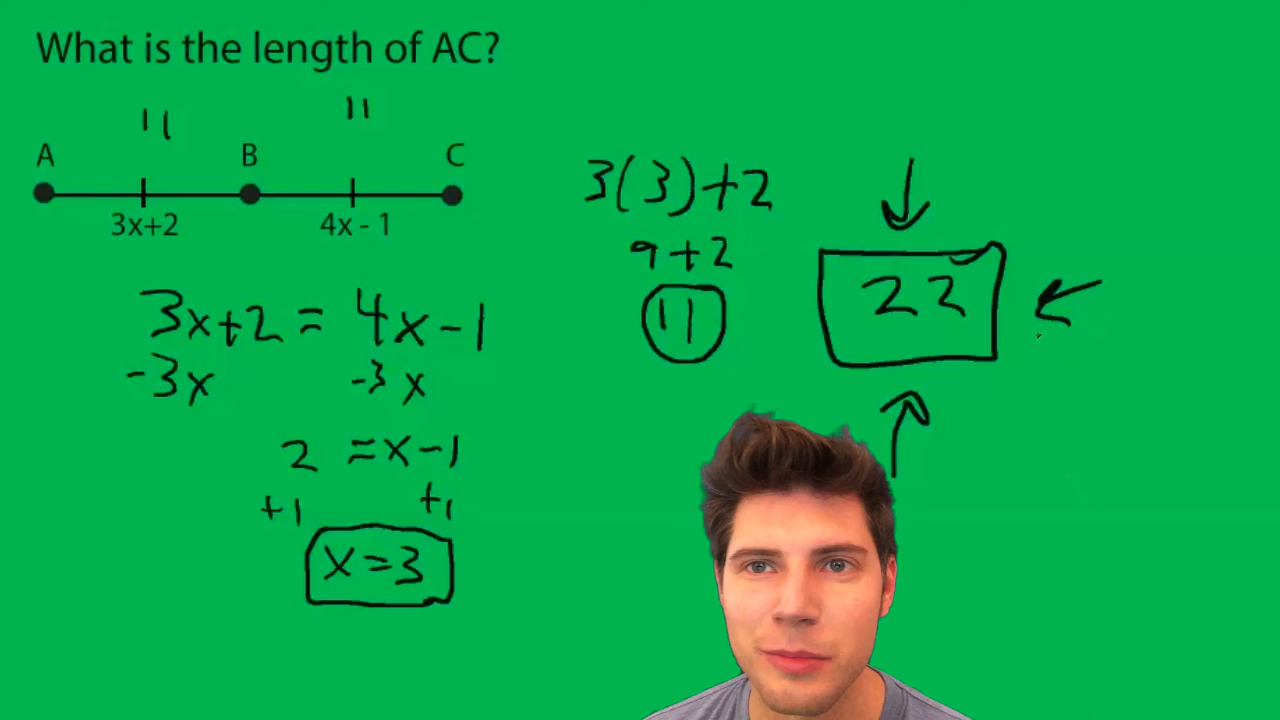 What is the length of AC?
11 11
A B C
3x+2 4x - 1
3x+2 = 4x-1
-3x -3x
2 = x-1
+1 +1
x=3
3(3)+2
9+2
11
22